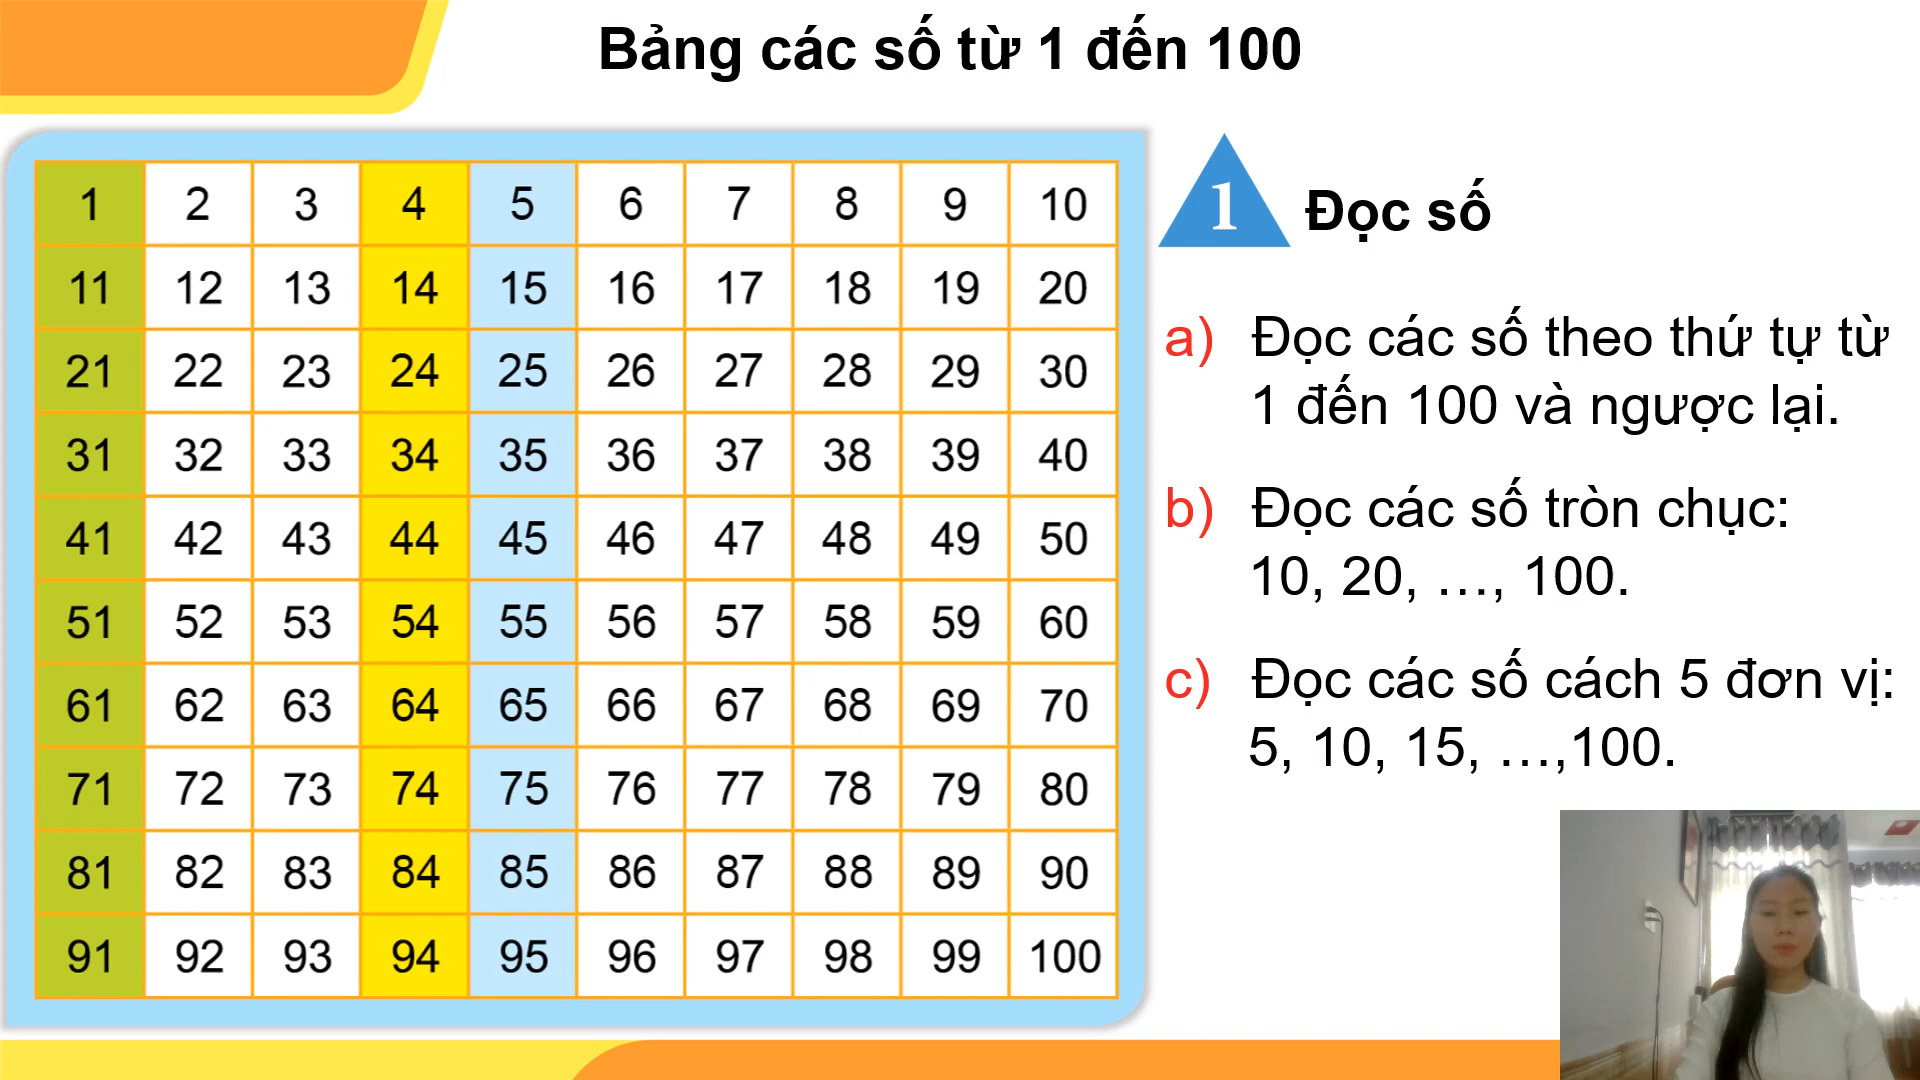 Bảng các số từ 1 đến 100
1 2 3 4 5 6 7 8 9 10
11 12 13 14 15 16 17 18 19 20
21 22 23 24 25 26 27 28 29 30
31 32 33 34 35 36 37 38 39 40
41 42 43 44 45 46 47 48 49 50
51 52 53 54 55 56 57 58 59 60
61 62 63 64 65 66 67 68 69 70
71 72 73 74 75 76 77 78 79 80
81 82 83 84 85 86 87 88 89 90
91 92 93 94 95 96 97 98 99 100
1 Đọc số
a) Đọc các số theo thứ tự từ
1 đến 100 và ngược lại.
b) Đọc các số tròn chục:
10, 20, …, 100.
c) Đọc các số cách 5 đơn vị:
5, 10, 15, …,100.